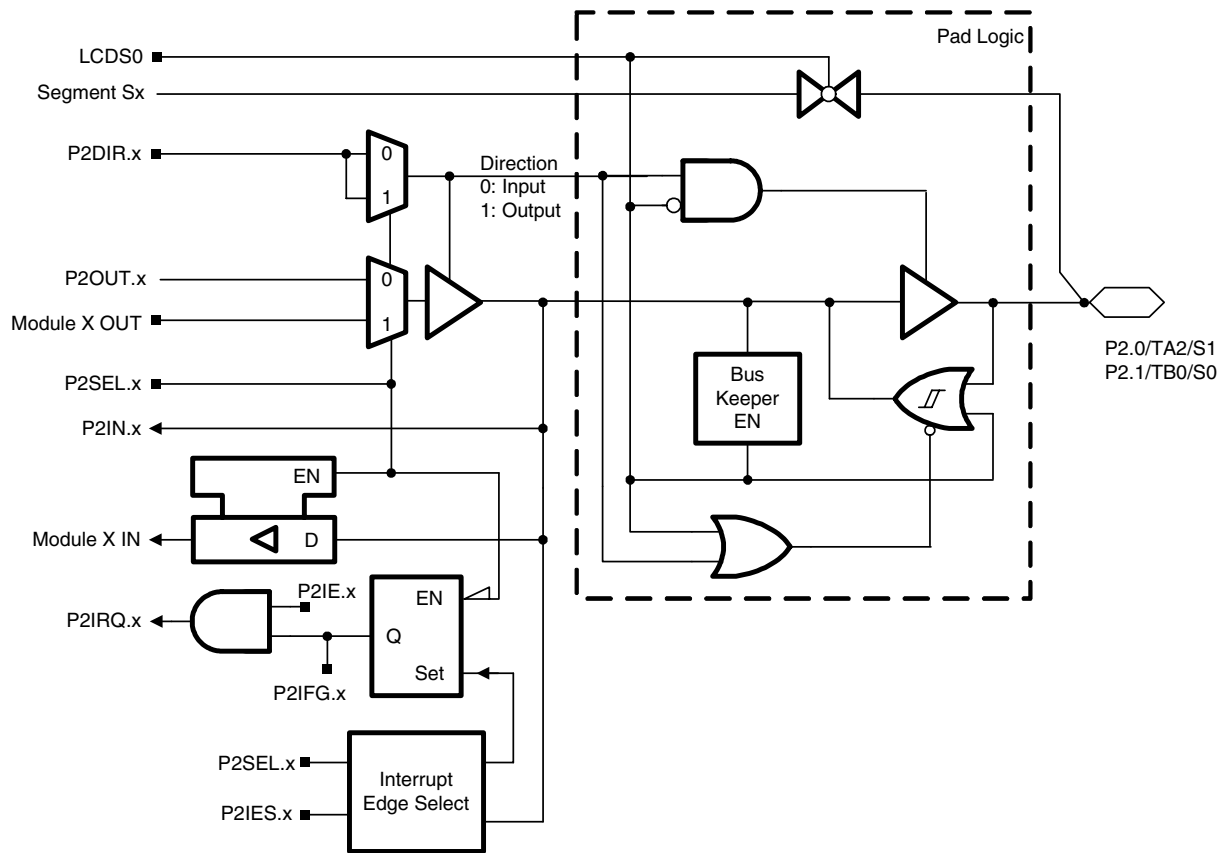 Pad Logic
LCDS0
Segment Sx
P2DIR.x
0
1
Direction
0: Input
1: Output
P2OUT.x
0
Module X OUT
1
P2.0/TA2/S1
P2.1/TB0/S0
P2SEL.x
Bus
Keeper
EN
P2IN.x
EN
Module X IN
D
P2IE.x
EN
P2IRQ.x
Q
Set
P2IFG.x
P2SEL.x
Interrupt
Edge Select
P2IES.x